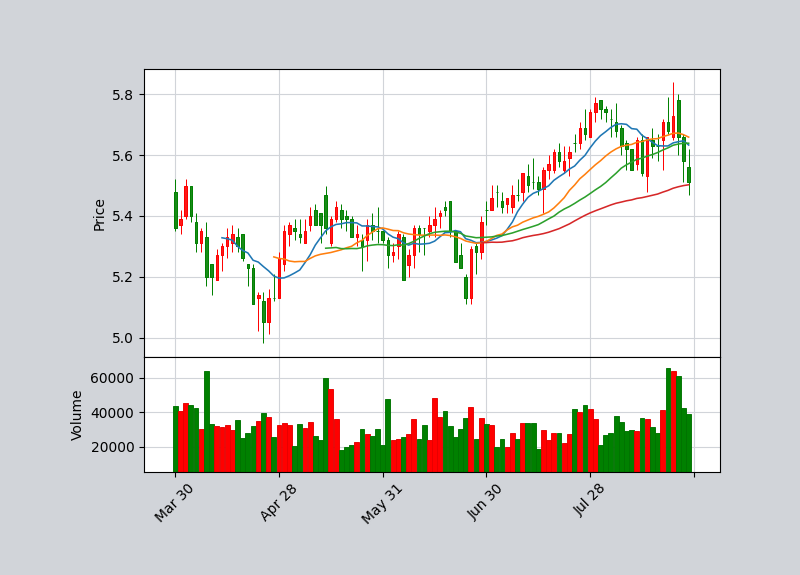 Price
5.8
5.6
5.4
5.2
5.0
Volume
60000
40000
20000
Mar 30
Apr 28
May 31
Jun 30
Jul 28